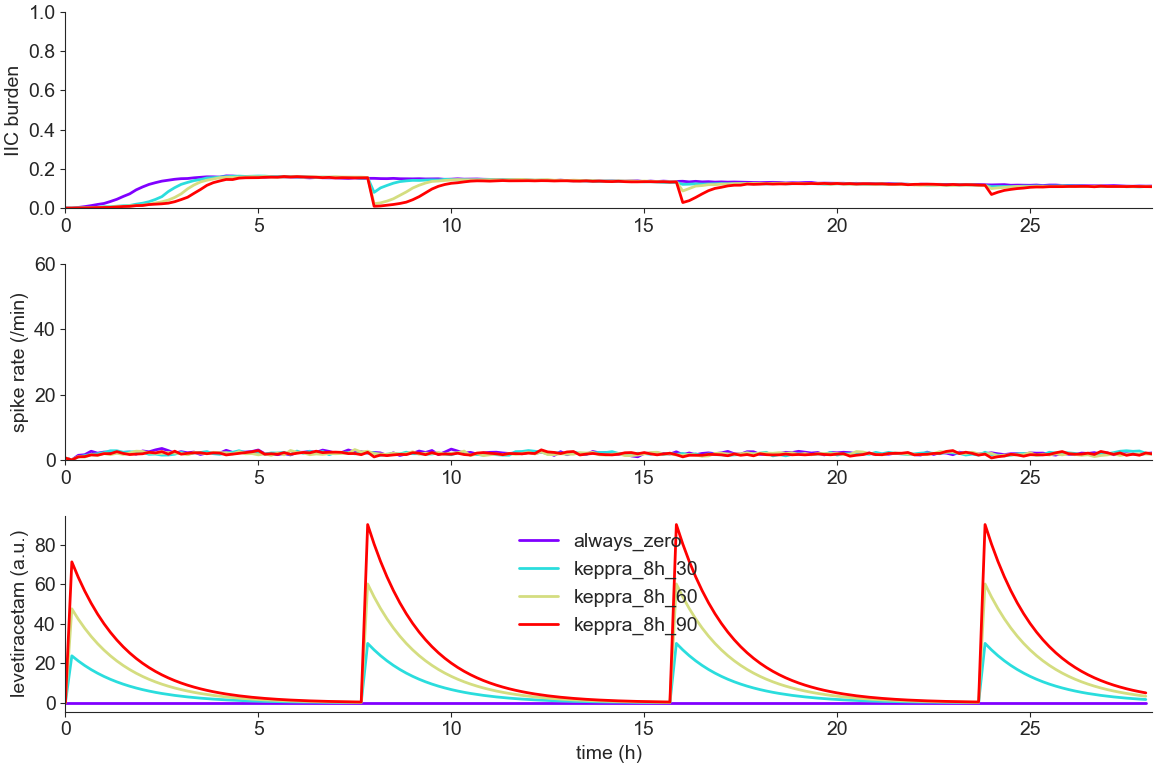 IIC burden
1.0
0.8
0.6
0.4
0.2
0.0
0 5 10 15 20 25
spike rate (/min)
60
40
20
0
0 5 10 15 20 25
levetiracetam (a.u.)
80
60
40
20
0
always_zero
keppra_8h_30
keppra_8h_60
keppra_8h_90
0 5 10 15 20 25
time (h)